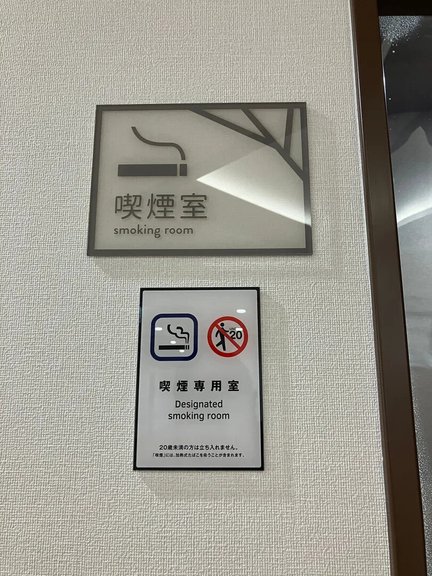 喫煙室
smoking room
20
喫煙専用室
Designated
smoking room
20歳未満の方は立ち入れません。
「喫煙」には、加熱式たばこを吸うことが含まれます。